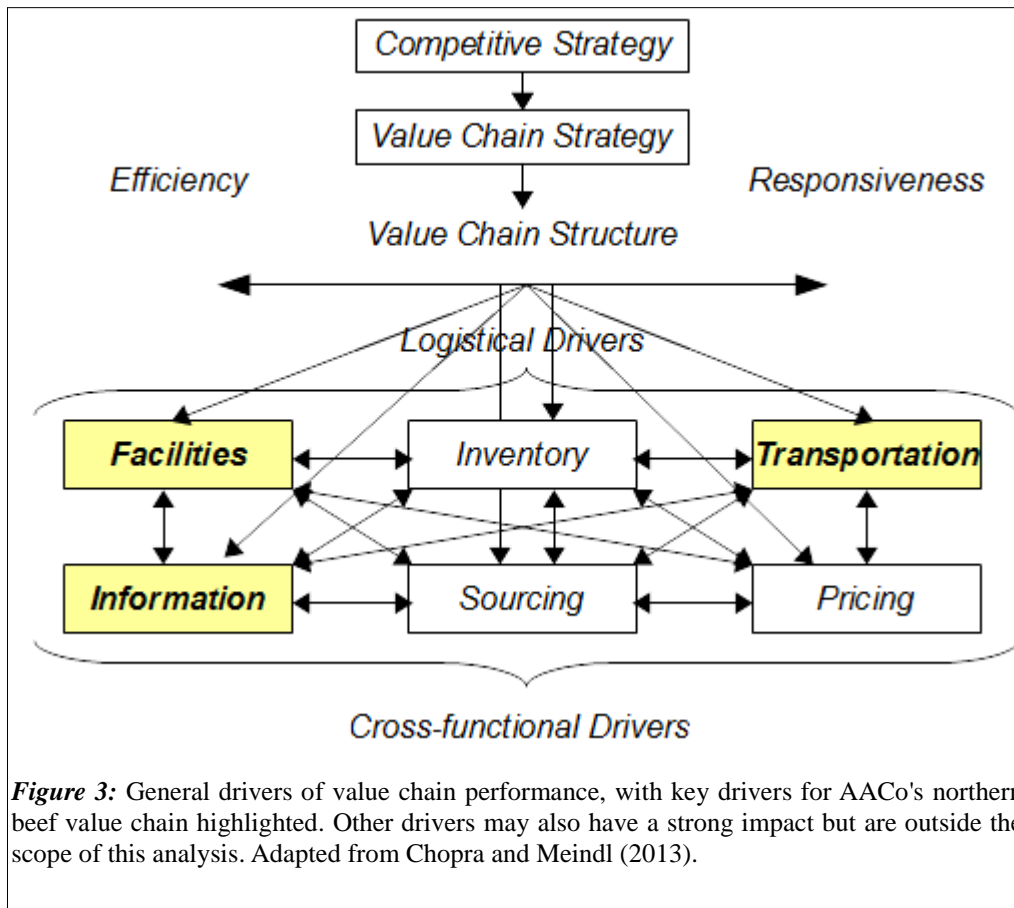 Competitive Strategy
Value Chain Strategy
Efficiency
Responsiveness
Value Chain Structure
Logistical Drivers
Facilities
Inventory
Transportation
Information
Sourcing
Pricing
Cross-functional Drivers
Figure 3: General drivers of value chain performance, with key drivers for AACo's northern
beef value chain highlighted. Other drivers may also have a strong impact but are outside the
scope of this analysis. Adapted from Chopra and Meindl (2013).